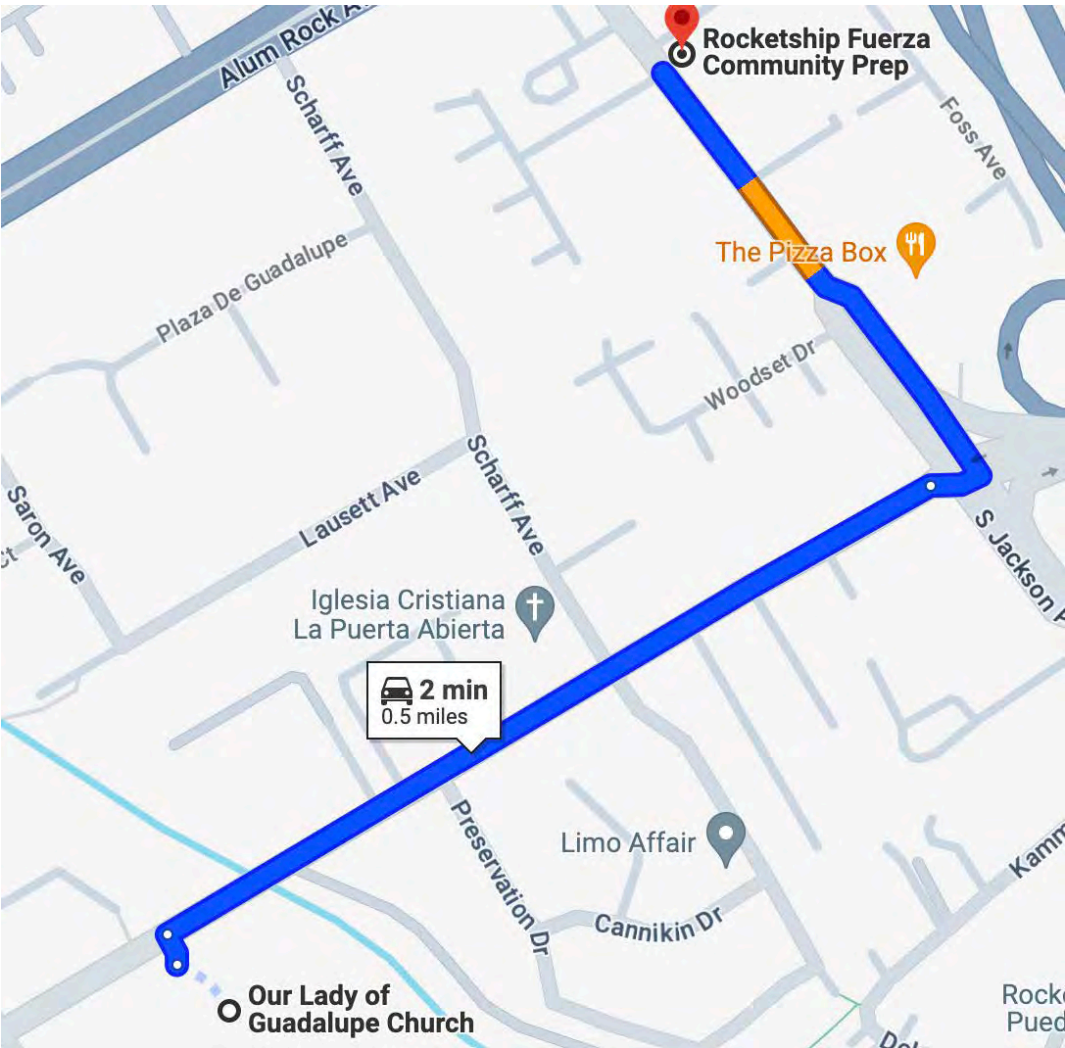 Rocketship Fuerza
Community Prep
Alum Rock A
Scharff Ave
Foss Ave
The Pizza Box
Plaza De Guadalupe
Woodset Dr
Scharff Ave
Lausett Ave
Saron Ave
Ct
S Jackson
Iglesia Cristiana
La Puerta Abierta
2 min
0.5 miles
Preservation Dr
Limo Affair
Kamm
Cannikin Dr
Our Lady of
Guadalupe Church
Rock
Pued